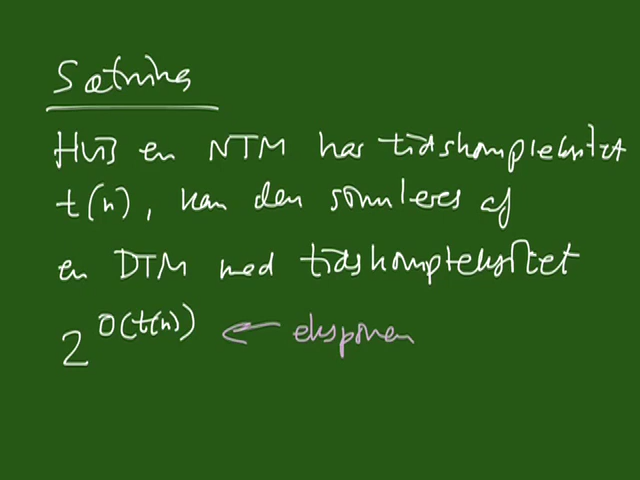 Sætning
Hvis en NTM har tidskompleksitet
t(n), kan den simuleres af
en DTM med tidskompleksitet
2^O(t(n)) ← eksponen